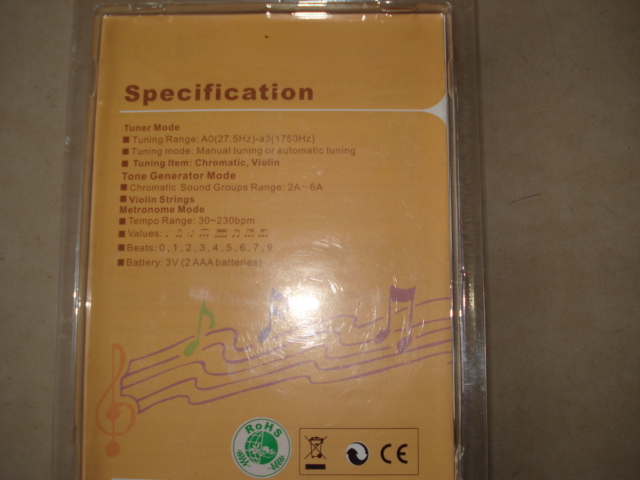 Specification
Tuner Mode
■ Tuning Range: A0(27.5Hz)-a3(1760Hz)
■ Tuning mode: Manual tuning or automatic tuning
■ Tuning Item: Chromatic, Violin
Tone Generator Mode
■ Chromatic Sound Groups Range: 2A~6A
■ Violin Strings
Metronome Mode
■ Tempo Range: 30~230bpm
■ Values:
■ Beats: 0, 1, 2, 3, 4, 5, 6, 7, 9
■ Battery: 3V (2 AAA batteries)
RoHS
CE